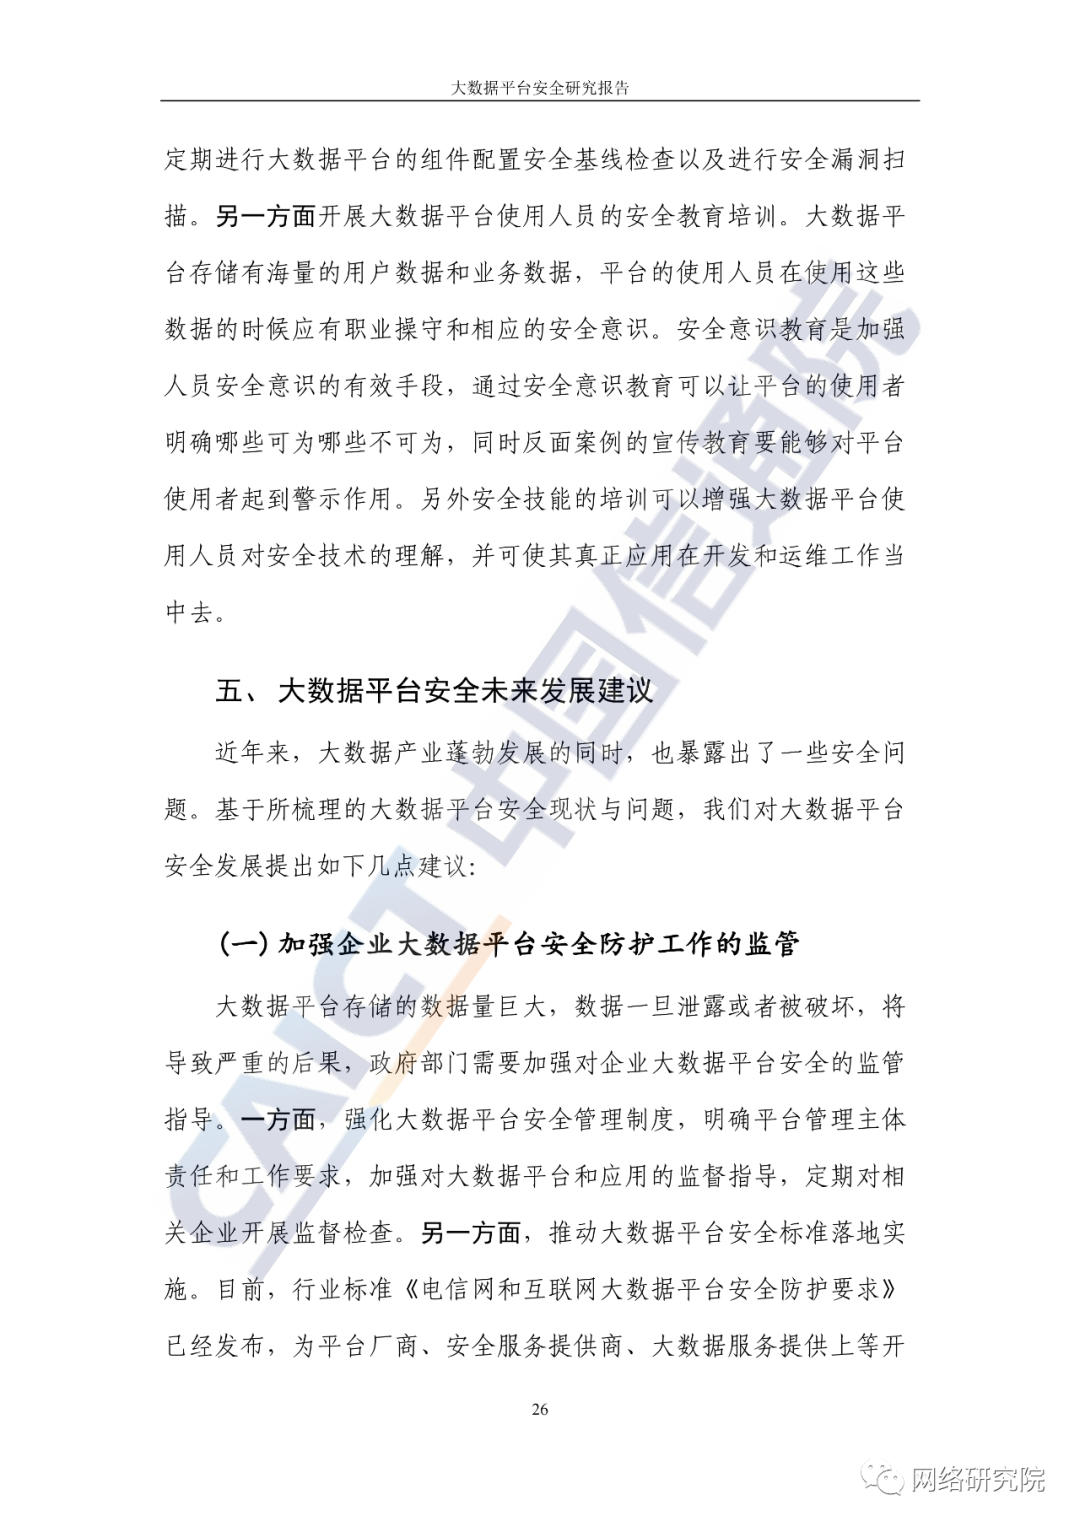 大数据平台安全研究报告
定期进行大数据平台的组件配置安全基线检查以及进行安全漏洞扫
描。另一方面开展大数据平台使用人员的安全教育培训。大数据平
台存储有海量的用户数据和业务数据，平台的使用人员在使用这些
数据的时候应有职业操守和相应的安全意识。安全意识教育是加强
人员安全意识的有效手段，通过安全意识教育可以让平台的使用者
明确哪些可为哪些不可为，同时反面案例的宣传教育要能够对平台
使用者起到警示作用。另外安全技能的培训可以增强大数据平台使
用人员对安全技术的理解，并可使其真正应用在开发和运维工作当
中去。
五、 大数据平台安全未来发展建议
近年来，大数据产业蓬勃发展的同时，也暴露出了一些安全问
题。基于所梳理的大数据平台安全现状与问题，我们对大数据平台
安全发展提出如下几点建议：
(一)加强企业大数据平台安全防护工作的监管
大数据平台存储的数据量巨大，数据一旦泄露或者被破坏，将
导致严重的后果，政府部门需要加强对企业大数据平台安全的监管
指导。一方面，强化大数据平台安全管理制度，明确平台管理主体
责任和工作要求，加强对大数据平台和应用的监督指导，定期对相
关企业开展监督检查。另一方面，推动大数据平台安全标准落地实
施。目前，行业标准《电信网和互联网大数据平台安全防护要求》
已经发布，为平台厂商、安全服务提供商、大数据服务提供上等开
26
CAICT 中国信通院
网络研究院